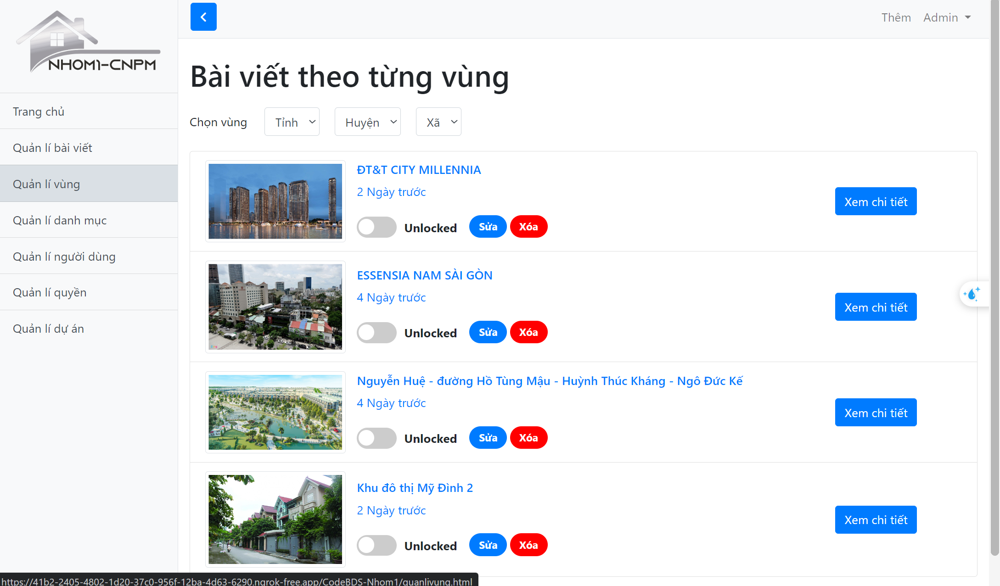 NHOM1-CNPM
Thêm Admin
Trang chủ
Quản lí bài viết
Quản lí vùng
Quản lí danh mục
Quản lí người dùng
Quản lí quyền
Quản lí dự án
Bài viết theo từng vùng
Chọn vùng Tỉnh Huyện Xã
ĐT&T CITY MILLENNIA
2 Ngày trước
Unlocked Sửa Xóa
Xem chi tiết
ESSENSIA NAM SÀI GÒN
4 Ngày trước
Unlocked Sửa Xóa
Xem chi tiết
Nguyễn Huệ - đường Hồ Tùng Mậu - Huỳnh Thúc Kháng - Ngô Đức Kế
4 Ngày trước
Unlocked Sửa Xóa
Xem chi tiết
Khu đô thị Mỹ Đình 2
2 Ngày trước
Unlocked Sửa Xóa
Xem chi tiết
https://41b2-2405-4802-1d20-37c0-956f-12ba-4d63-6290.ngrok-free.app/CodeBDS-Nhom1/quanlivung.html